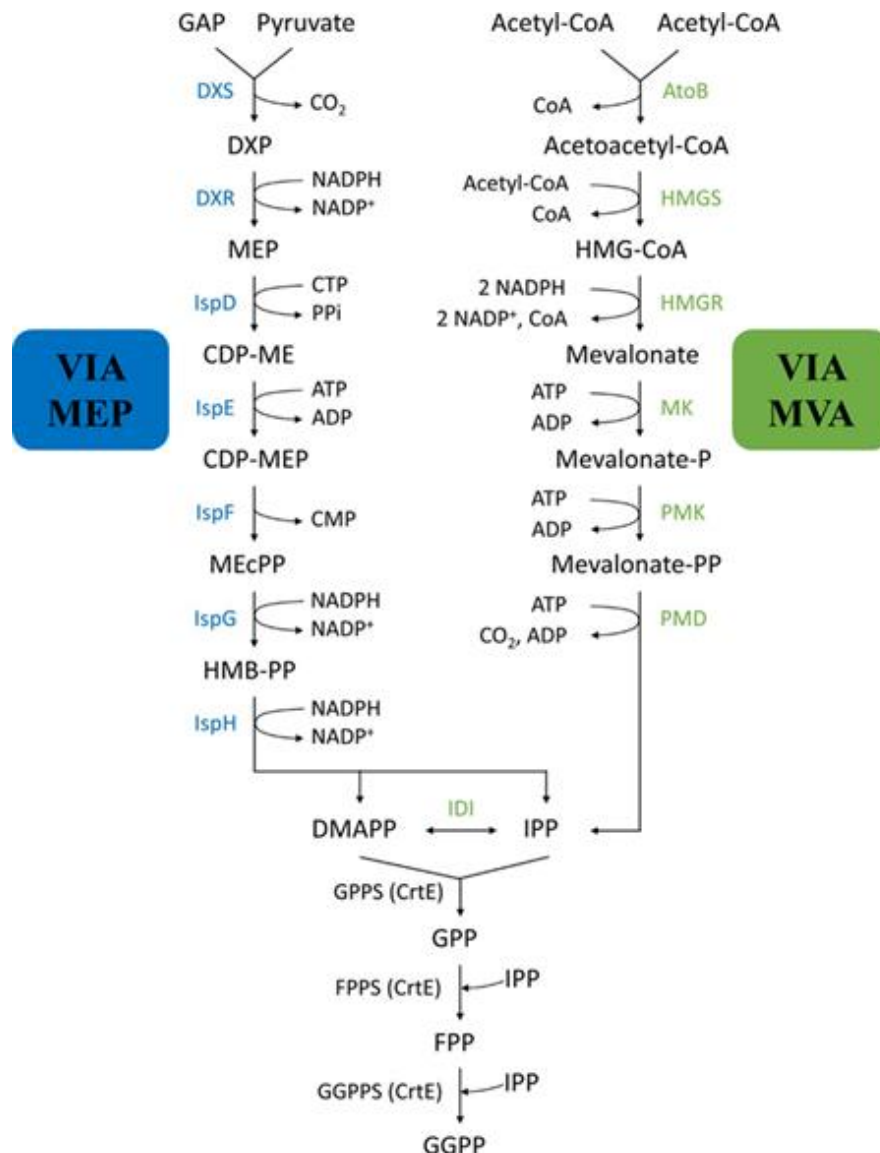 GAP Pyruvate
DXS
CO₂
DXP
DXR
NADPH
NADP⁺
MEP
IspD
CTP
PPi
CDP-ME
IspE
ATP
ADP
CDP-MEP
IspF
CMP
MEcPP
IspG
NADPH
NADP⁺
HMB-PP
IspH
NADPH
NADP⁺
VIA
MEP
Acetyl-CoA Acetyl-CoA
CoA
AtoB
Acetoacetyl-CoA
Acetyl-CoA
CoA
HMGS
HMG-CoA
2 NADPH
2 NADP⁺, CoA
HMGR
Mevalonate
ATP
ADP
MK
Mevalonate-P
ATP
ADP
PMK
Mevalonate-PP
ATP
CO₂, ADP
PMD
VIA
MVA
DMAPP
IDI
IPP
GPPS (CrtE)
GPP
FPPS (CrtE)
IPP
FPP
GGPPS (CrtE)
IPP
GGPP